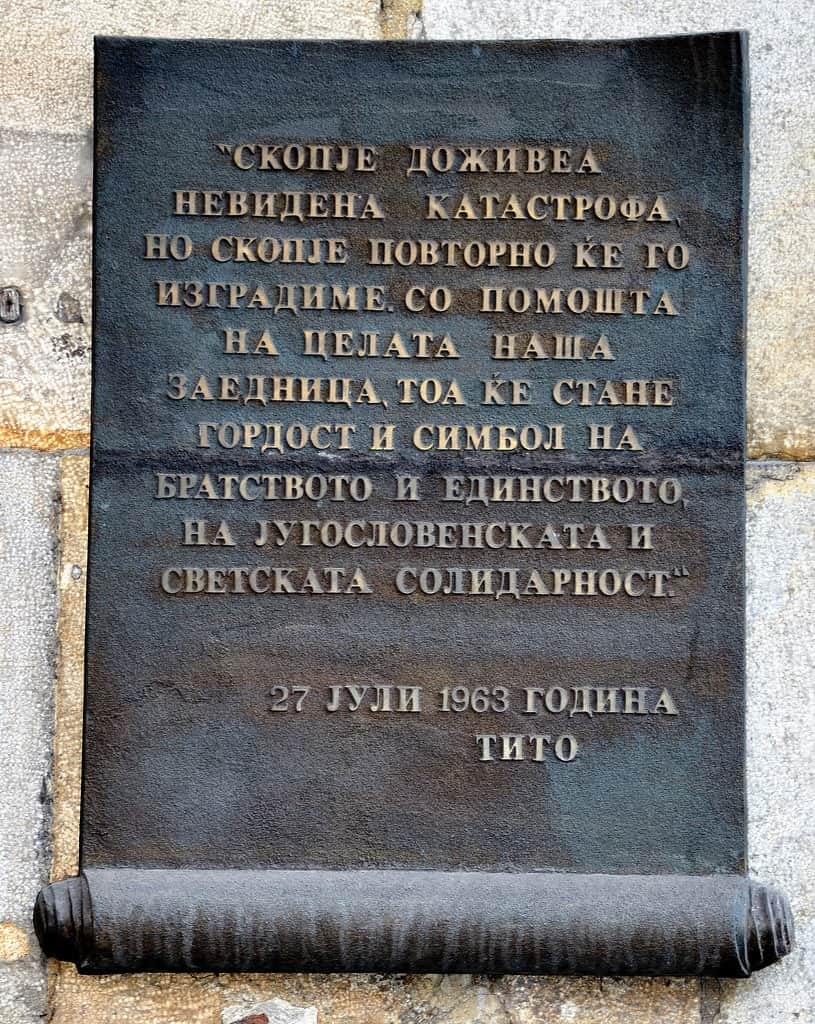 “СКОПЈЕ ДОЖИВЕА
НЕВИДЕНА КАТАСТРОФА,
НО СКОПЈЕ ПОВТОРНО ЌЕ ГО
ИЗГРАДИМЕ. СО ПОМОШТА
НА ЦЕЛАТА НАША
ЗАЕДНИЦА, ТОА ЌЕ СТАНЕ
ГОРДОСТ И СИМБОЛ НА
БРАТСТВОТО И ЕДИНСТВОТО,
НА ЈУГОСЛОВЕНСКАТА И
СВЕТСКАТА СОЛИДАРНОСТ.“
27 ЈУЛИ 1963 ГОДИНА
ТИТО